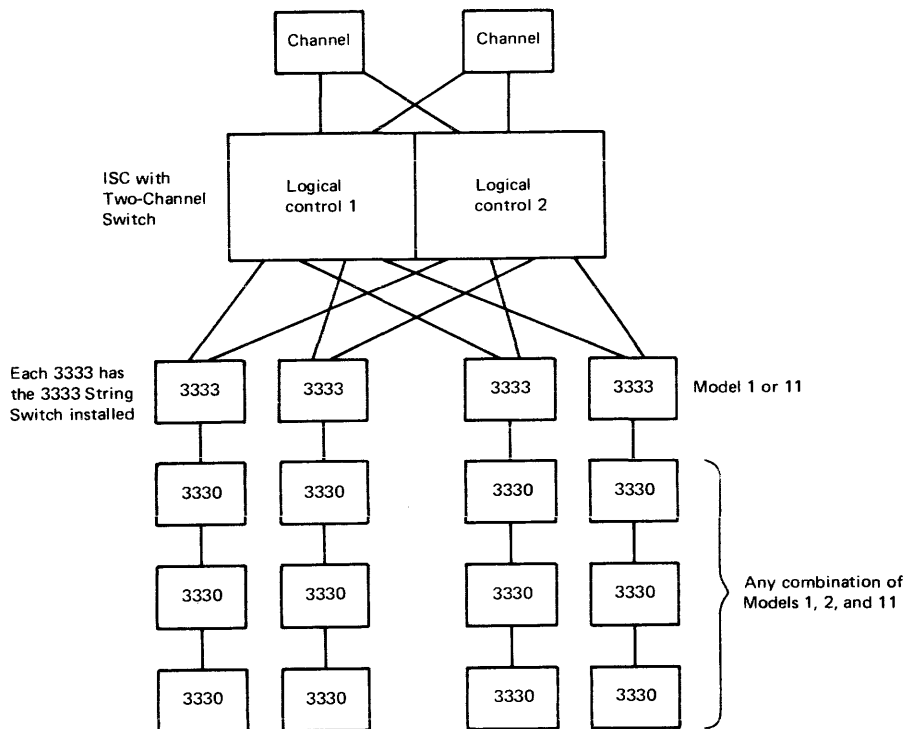 Channel
Channel
ISC with
Two-Channel
Switch
Logical
control 1
Logical
control 2
Each 3333 has
the 3333 String
Switch installed
3333
3333
3333
3333
Model 1 or 11
3330
3330
3330
3330
3330
3330
3330
3330
Any combination of
Models 1, 2, and 11
3330
3330
3330
3330